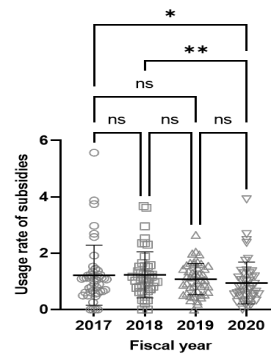 *
**
ns
ns ns ns
6
4
2
0
Usage rate of subsidies
2017 2018 2019 2020
Fiscal year